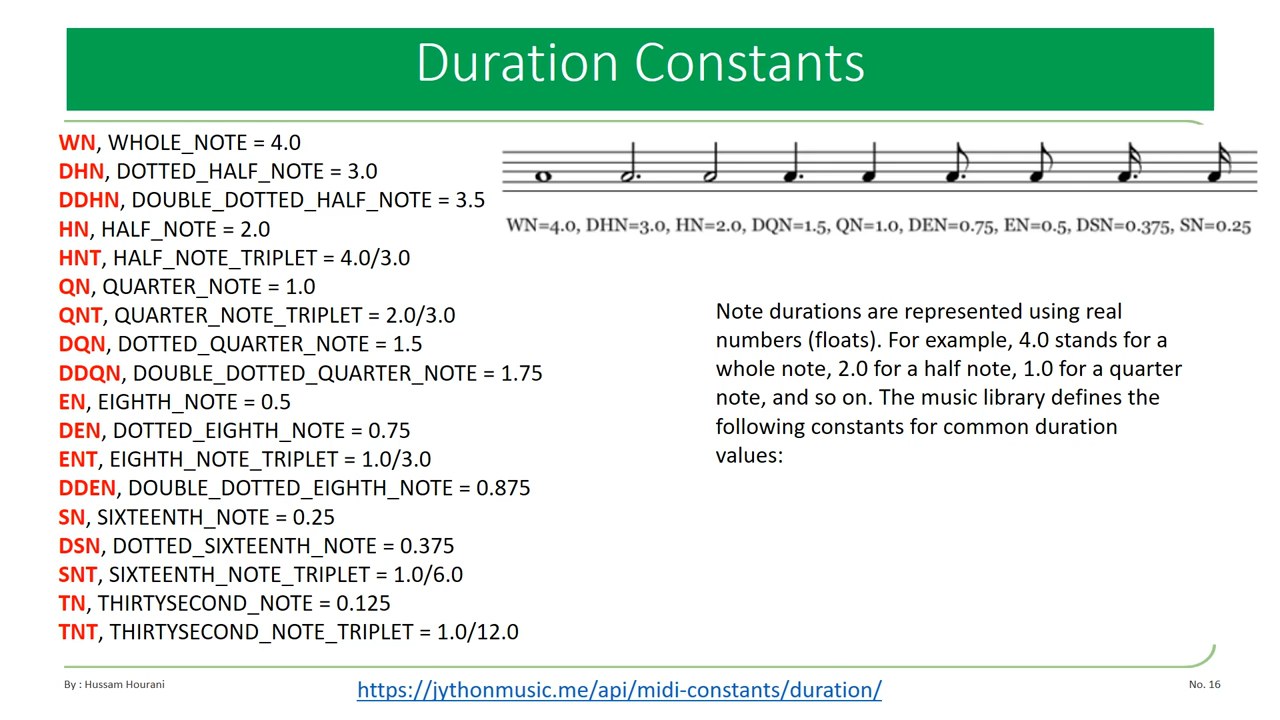 Duration Constants
WN, WHOLE_NOTE = 4.0
DHN, DOTTED_HALF_NOTE = 3.0
DDHN, DOUBLE_DOTTED_HALF_NOTE = 3.5
HN, HALF_NOTE = 2.0
HNT, HALF_NOTE_TRIPLET = 4.0/3.0
QN, QUARTER_NOTE = 1.0
QNT, QUARTER_NOTE_TRIPLET = 2.0/3.0
DQN, DOTTED_QUARTER_NOTE = 1.5
DDQN, DOUBLE_DOTTED_QUARTER_NOTE = 1.75
EN, EIGHTH_NOTE = 0.5
DEN, DOTTED_EIGHTH_NOTE = 0.75
ENT, EIGHTH_NOTE_TRIPLET = 1.0/3.0
DDEN, DOUBLE_DOTTED_EIGHTH_NOTE = 0.875
SN, SIXTEENTH_NOTE = 0.25
DSN, DOTTED_SIXTEENTH_NOTE = 0.375
SNT, SIXTEENTH_NOTE_TRIPLET = 1.0/6.0
TN, THIRTYSECOND_NOTE = 0.125
TNT, THIRTYSECOND_NOTE_TRIPLET = 1.0/12.0
WN=4.0, DHN=3.0, HN=2.0, DQN=1.5, QN=1.0, DEN=0.75, EN=0.5, DSN=0.375, SN=0.25
Note durations are represented using real
numbers (floats). For example, 4.0 stands for a
whole note, 2.0 for a half note, 1.0 for a quarter
note, and so on. The music library defines the
following constants for common duration
values:
By : Hussam Hourani
https://jythonmusic.me/api/midi-constants/duration/
No. 16